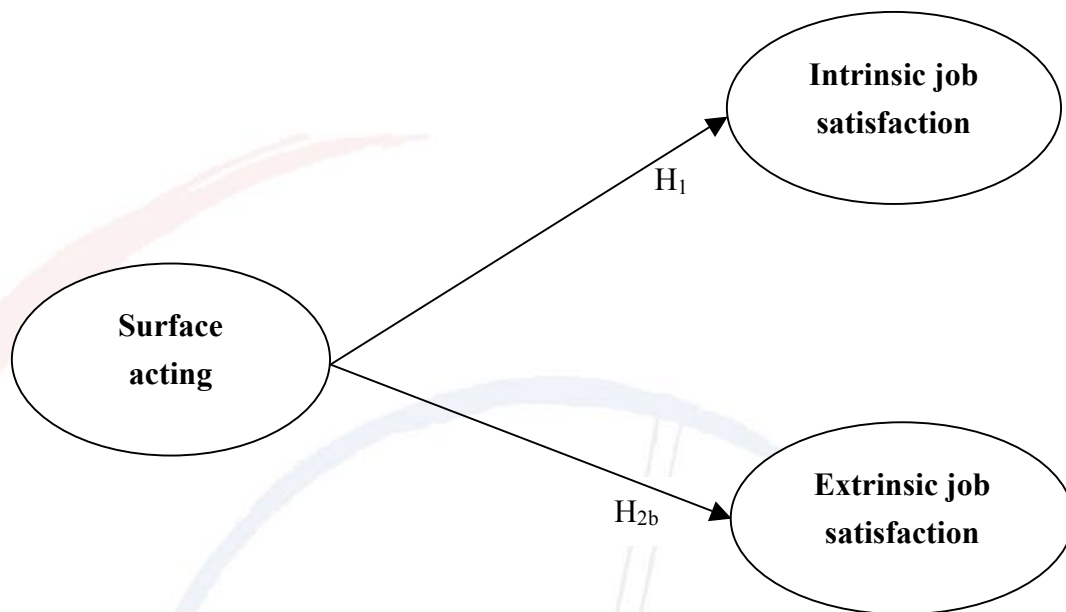 Intrinsic job
satisfaction
H₁
Surface
acting
H₂b
Extrinsic job
satisfaction